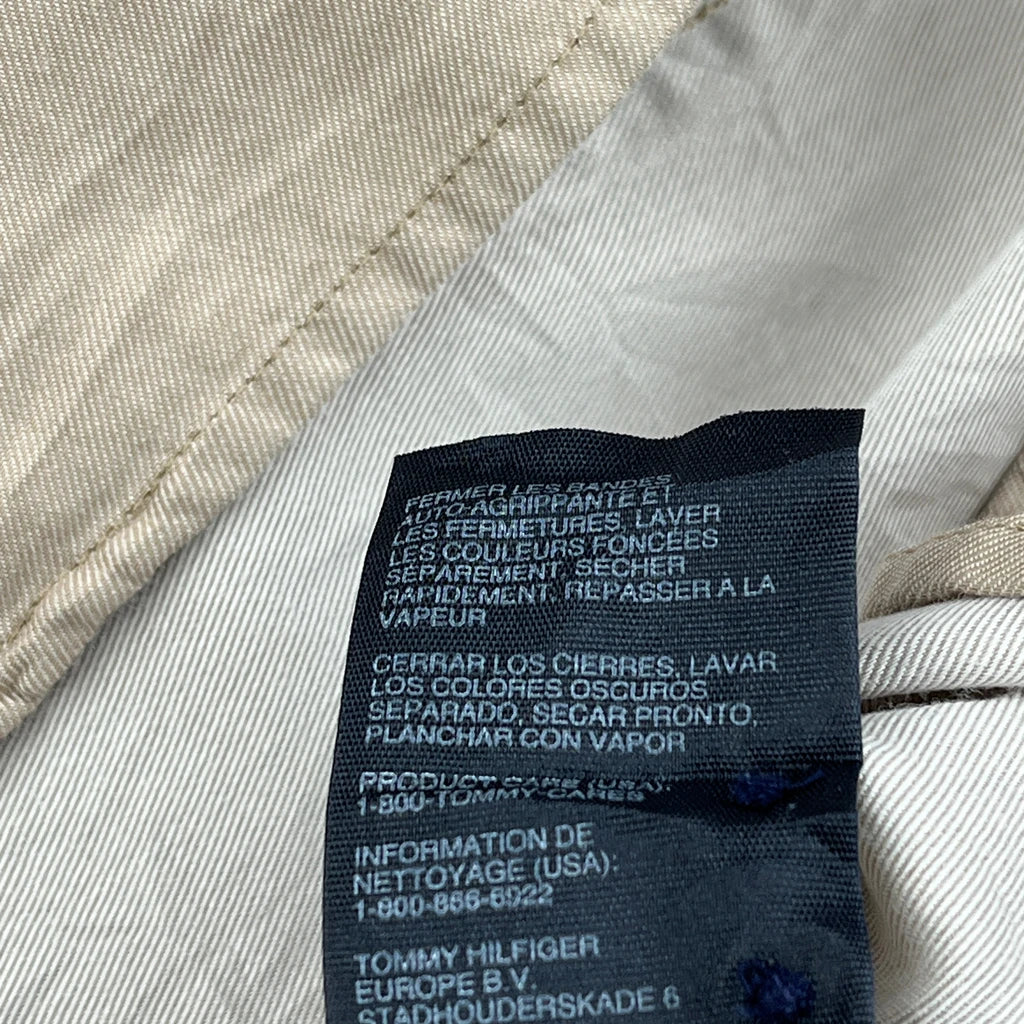 FERMER LES BANDES
AUTO-AGRIPPANTE ET
LES FERMETURES, LAVER
LES COULEURS FONCEES
SEPAREMENT, SECHER
RAPIDEMENT, REPASSER A LA
VAPEUR
CERRAR LOS CIERRES, LAVAR
LOS COLORES OSCUROS
SEPARADO, SECAR PRONTO,
PLANCHAR CON VAPOR
PRODUCT CARE (USA):
1-800-TOMMY-CARES
INFORMATION DE
NETTOYAGE (USA):
1-800-866-6922
TOMMY HILFIGER
EUROPE B.V.
STADHOUDERSKADE 6